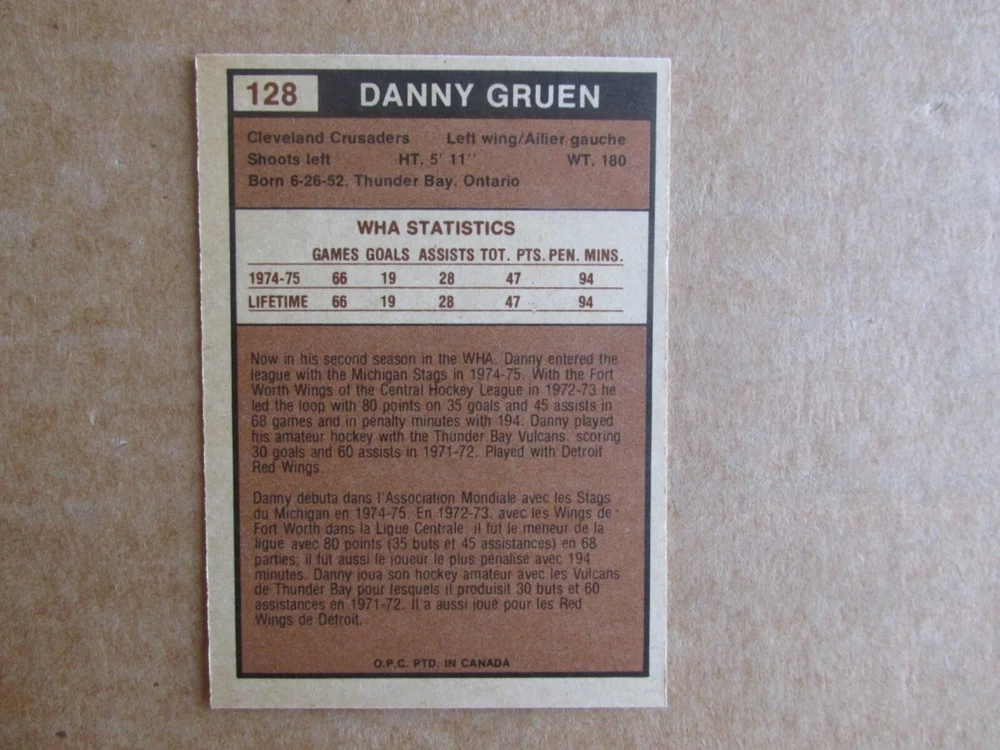 128 DANNY GRUEN
Cleveland Crusaders Left wing/Ailier gauche
Shoots left HT. 5' 11'' WT. 180
Born 6-26-52. Thunder Bay. Ontario
WHA STATISTICS
GAMES GOALS ASSISTS TOT. PTS. PEN. MINS.
1974-75 66 19 28 47 94
LIFETIME 66 19 28 47 94
Now in his second season in the WHA. Danny entered the
league with the Michigan Stags in 1974-75. With the Fort
Worth Wings of the Central Hockey League in 1972-73 he
led the loop with 80 points on 35 goals and 45 assists in
68 games and in penalty minutes with 194. Danny played
his amateur hockey with the Thunder Bay Vulcans, scoring
30 goals and 60 assists in 1971-72. Played with Detroit
Red Wings.
Danny débuta dans l'Association Mondiale avec les Stags
du Michigan en 1974-75. En 1972-73. avec les Wings de
Fort Worth dans la Ligue Centrale, il fut le meneur de la
ligue avec 80 points (35 buts et 45 assistances) en 68
parties; il fut aussi le joueur le plus pénalisé avec 194
minutes. Danny joua son hockey amateur avec les Vulcans
de Thunder Bay pour lesquels il produisit 30 buts et 60
assistances en 1971-72. Il a aussi joué pour les Red
Wings de Détroit.
O.P.C. PTD. IN CANADA